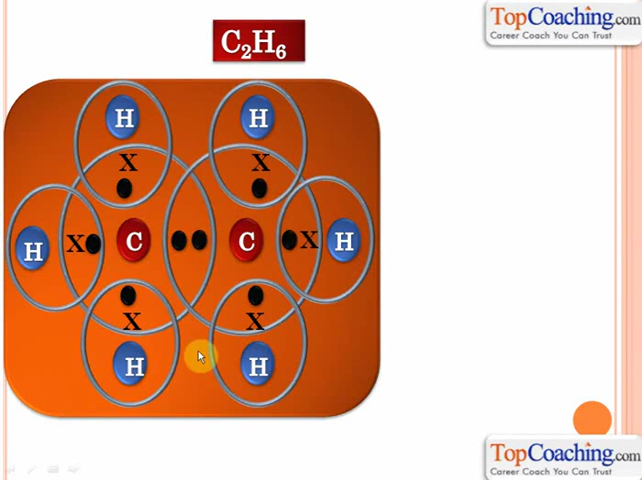 TopCoaching.com
Career Coach You Can Trust
C₂H₆
H H
X X
H X C C X H
X X
H H
TopCoaching.com
Career Coach You Can Trust